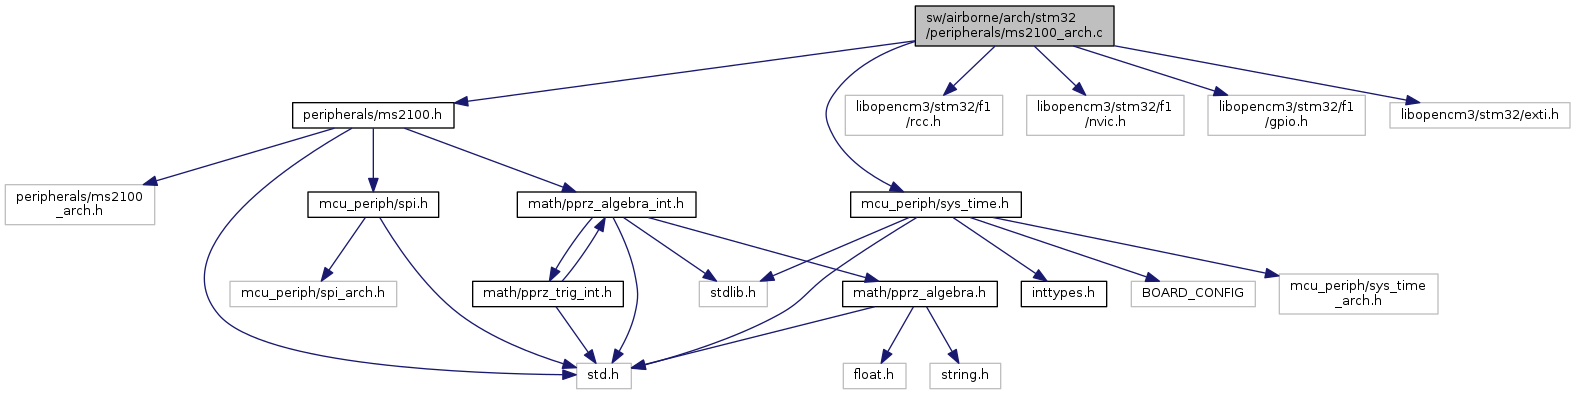 sw/airborne/arch/stm32
/peripherals/ms2100_arch.c
peripherals/ms2100.h
libopencm3/stm32/f1
/rcc.h
libopencm3/stm32/f1
/nvic.h
libopencm3/stm32/f1
/gpio.h
libopencm3/stm32/exti.h
peripherals/ms2100
_arch.h
mcu_periph/spi.h
math/pprz_algebra_int.h
mcu_periph/sys_time.h
mcu_periph/spi_arch.h
math/pprz_trig_int.h
stdlib.h
math/pprz_algebra.h
inttypes.h
BOARD_CONFIG
mcu_periph/sys_time
_arch.h
std.h
float.h
string.h